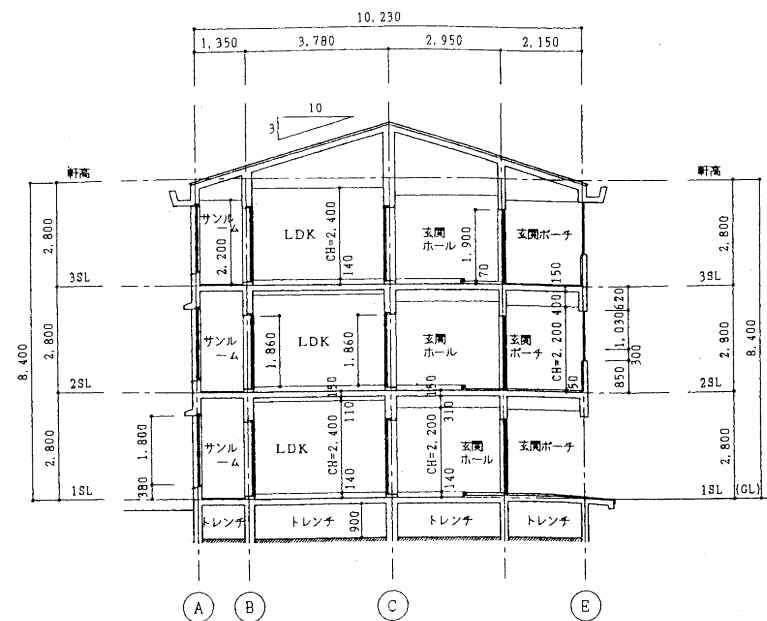 10,230
1,350 3,780 2,950 2,150
10
3
軒高 軒高
サンル
ーム
2,200
LDK
CH=2,400
140
玄関
ホール
1,900
70
玄関ポーチ
150
2,800 2,800
3SL 3SL
サンル
ーム
1,860
LDK
1,860
玄関
ホール
玄関
ポーチ
CH=2,200 400
50
620
1,030
300
850
2,800 2,800
8,400 8,400
2SL 2SL
150 150
110 310
サンル
ーム
1,800
380
LDK
CH=2,400
140
CH=2,200
140
玄関
ホール
玄関ポーチ
2,800 2,800
1SL 1SL (GL)
トレンチ トレンチ 900 トレンチ トレンチ
A B C E